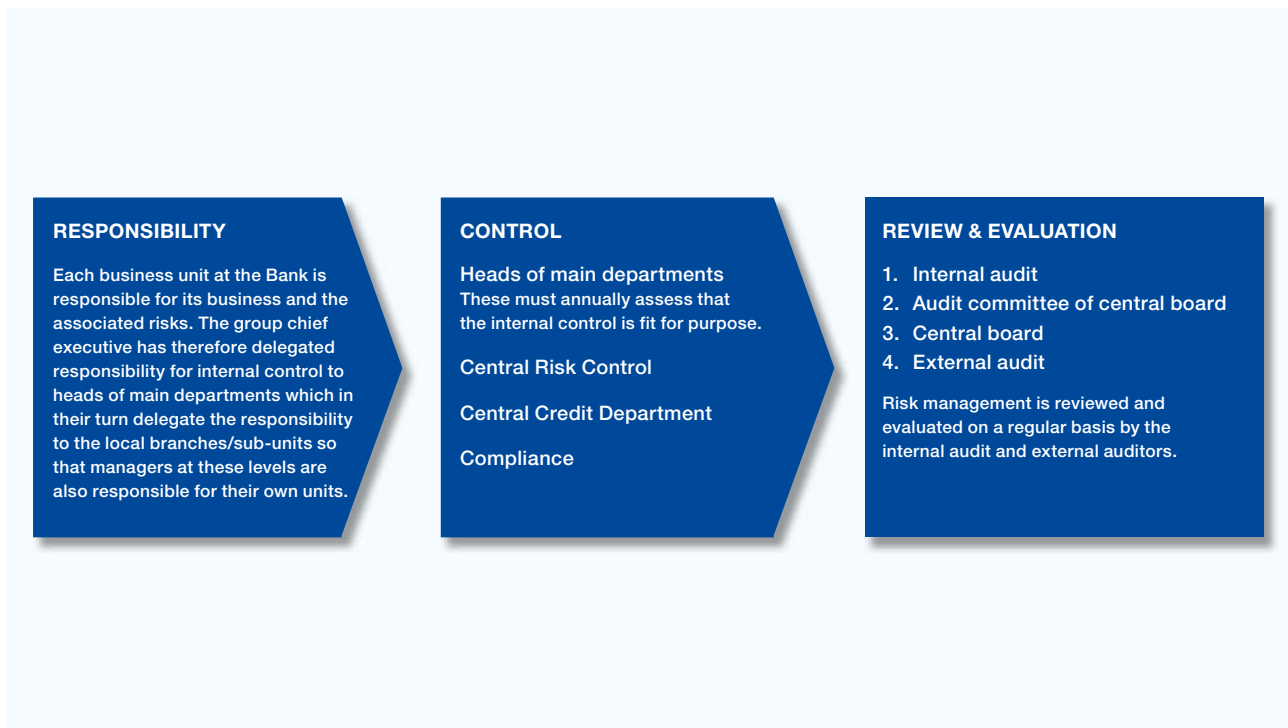 RESPONSIBILITY
Each business unit at the Bank is
responsible for its business and the
associated risks. The group chief
executive has therefore delegated
responsibility for internal control to
heads of main departments which in
their turn delegate the responsibility
to the local branches/sub-units so
that managers at these levels are
also responsible for their own units.
CONTROL
Heads of main departments
These must annually assess that
the internal control is fit for purpose.
Central Risk Control
Central Credit Department
Compliance
REVIEW & EVALUATION
1. Internal audit
2. Audit committee of central board
3. Central board
4. External audit
Risk management is reviewed and
evaluated on a regular basis by the
internal audit and external auditors.